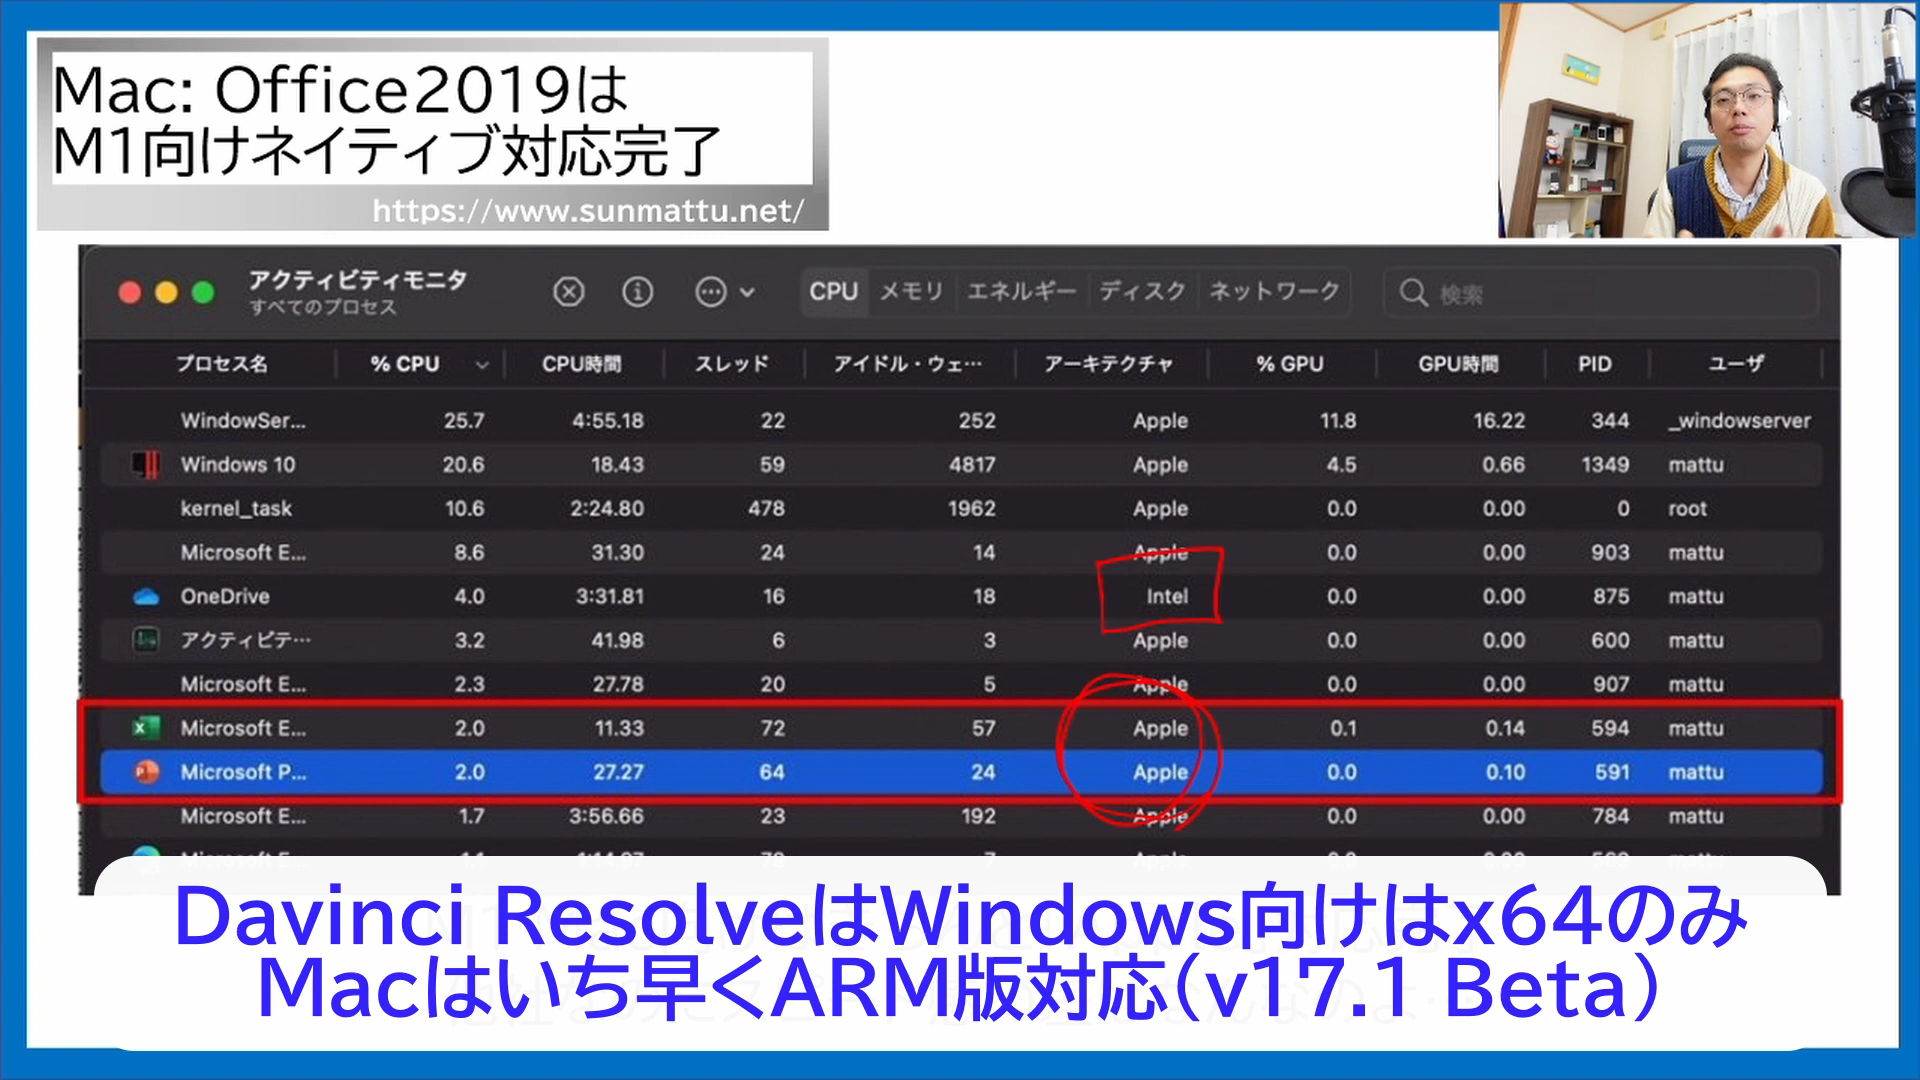 Mac: Office2019は
M1向けネイティブ対応完了
https://www.sunmattu.net/
アクティビティモニタ
すべてのプロセス
CPU メモリ エネルギー ディスク ネットワーク 検索
プロセス名 % CPU CPU時間 スレッド アイドル・ウェ… アーキテクチャ % GPU GPU時間 PID ユーザ
WindowSer... 25.7 4:55.18 22 252 Apple 11.8 16.22 344 _windowserver
Windows 10 20.6 18.43 59 4817 Apple 4.5 0.66 1349 mattu
kernel_task 10.6 2:24.80 478 1962 Apple 0.0 0.00 0 root
Microsoft E... 8.6 31.30 24 14 Apple 0.0 0.00 903 mattu
OneDrive 4.0 3:31.81 16 18 Intel 0.0 0.00 875 mattu
アクティビテ… 3.2 41.98 6 3 Apple 0.0 0.00 600 mattu
Microsoft E... 2.3 27.78 20 5 Apple 0.0 0.00 907 mattu
Microsoft E... 2.0 11.33 72 57 Apple 0.1 0.14 594 mattu
Microsoft P... 2.0 27.27 64 24 Apple 0.0 0.10 591 mattu
Microsoft E... 1.7 3:56.66 23 192 Apple 0.0 0.00 784 mattu
Davinci ResolveはWindows向けはx64のみ
Macはいち早くARM版対応(v17.1 Beta)